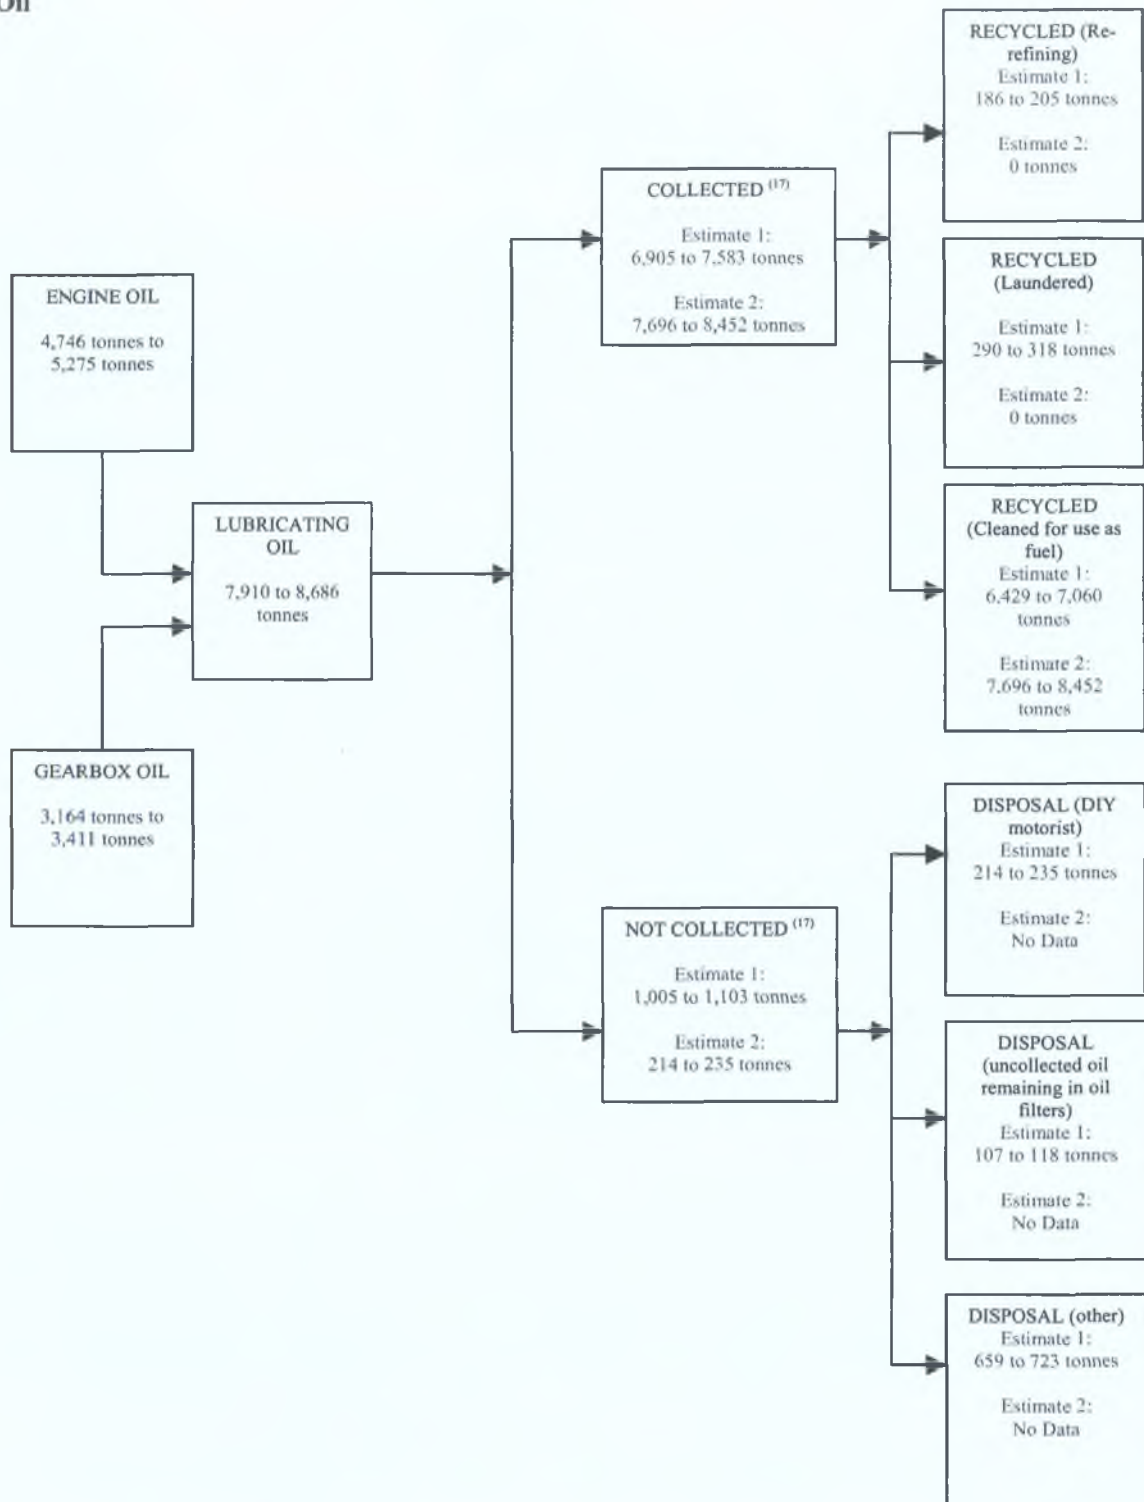 Oil
ENGINE OIL
4,746 tonnes to
5,275 tonnes
GEARBOX OIL
3,164 tonnes to
3,411 tonnes
LUBRICATING
OIL
7,910 to 8,686
tonnes
COLLECTED (17)
Estimate 1:
6,905 to 7,583 tonnes
Estimate 2:
7,696 to 8,452 tonnes
NOT COLLECTED (17)
Estimate 1:
1,005 to 1,103 tonnes
Estimate 2:
214 to 235 tonnes
RECYCLED (Re-
refining)
Estimate 1:
186 to 205 tonnes
Estimate 2:
0 tonnes
RECYCLED
(Laundered)
Estimate 1:
290 to 318 tonnes
Estimate 2:
0 tonnes
RECYCLED
(Cleaned for use as
fuel)
Estimate 1:
6,429 to 7,060
tonnes
Estimate 2:
7,696 to 8,452
tonnes
DISPOSAL (DIY
motorist)
Estimate 1:
214 to 235 tonnes
Estimate 2:
No Data
DISPOSAL
(uncollected oil
remaining in oil
filters)
Estimate 1:
107 to 118 tonnes
Estimate 2:
No Data
DISPOSAL (other)
Estimate 1:
659 to 723 tonnes
Estimate 2:
No Data